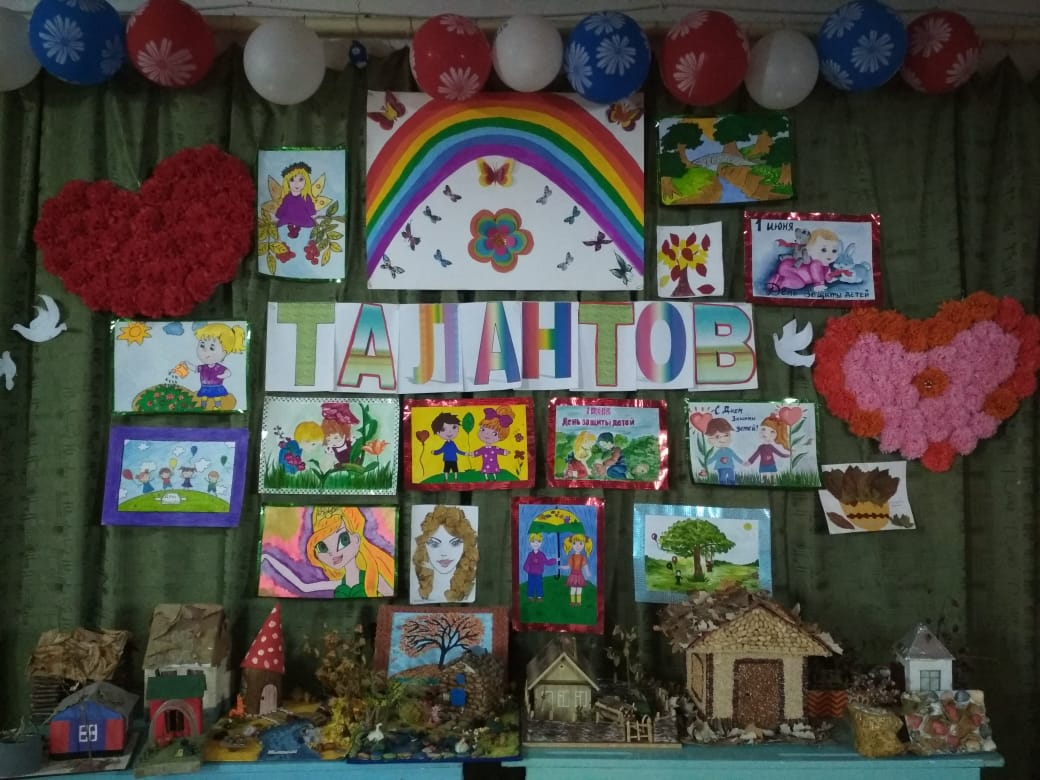 1 июня
День защиты детей
ТАЛАНТОВ
1 июня
День защиты детей
С Днем
Защиты
детей!